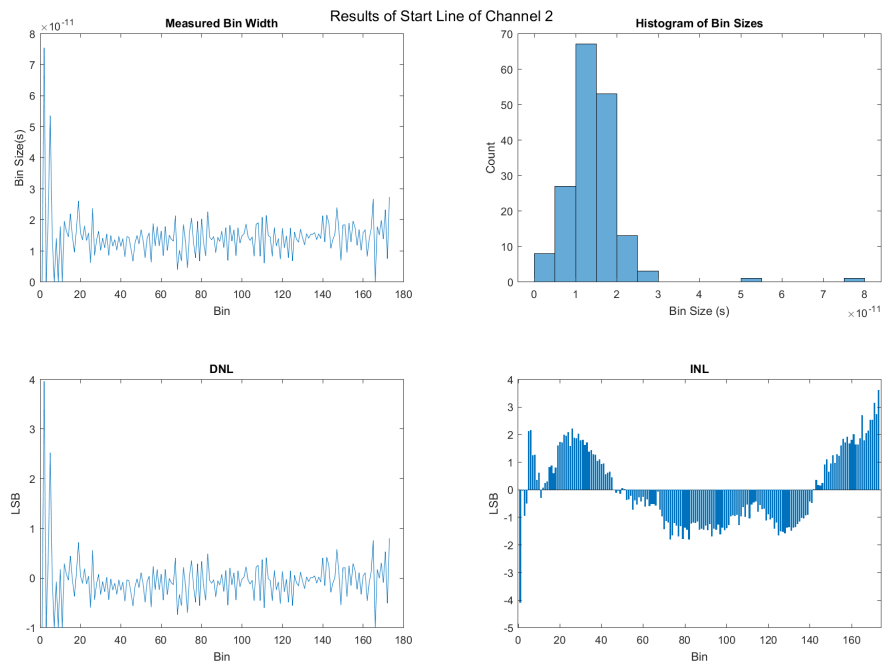 Results of Start Line of Channel 2
Measured Bin Width
×10-11
8
7
6
5
4
3
2
1
0
Bin Size(s)
0 20 40 60 80 100 120 140 160 180
Bin
Histogram of Bin Sizes
70
60
50
40
30
20
10
0
Count
0 1 2 3 4 5 6 7 8
×10-11
Bin Size (s)
DNL
4
3
2
1
0
-1
LSB
0 20 40 60 80 100 120 140 160 180
Bin
INL
4
3
2
1
0
-1
-2
-3
-4
-5
LSB
0 20 40 60 80 100 120 140 160
Bin